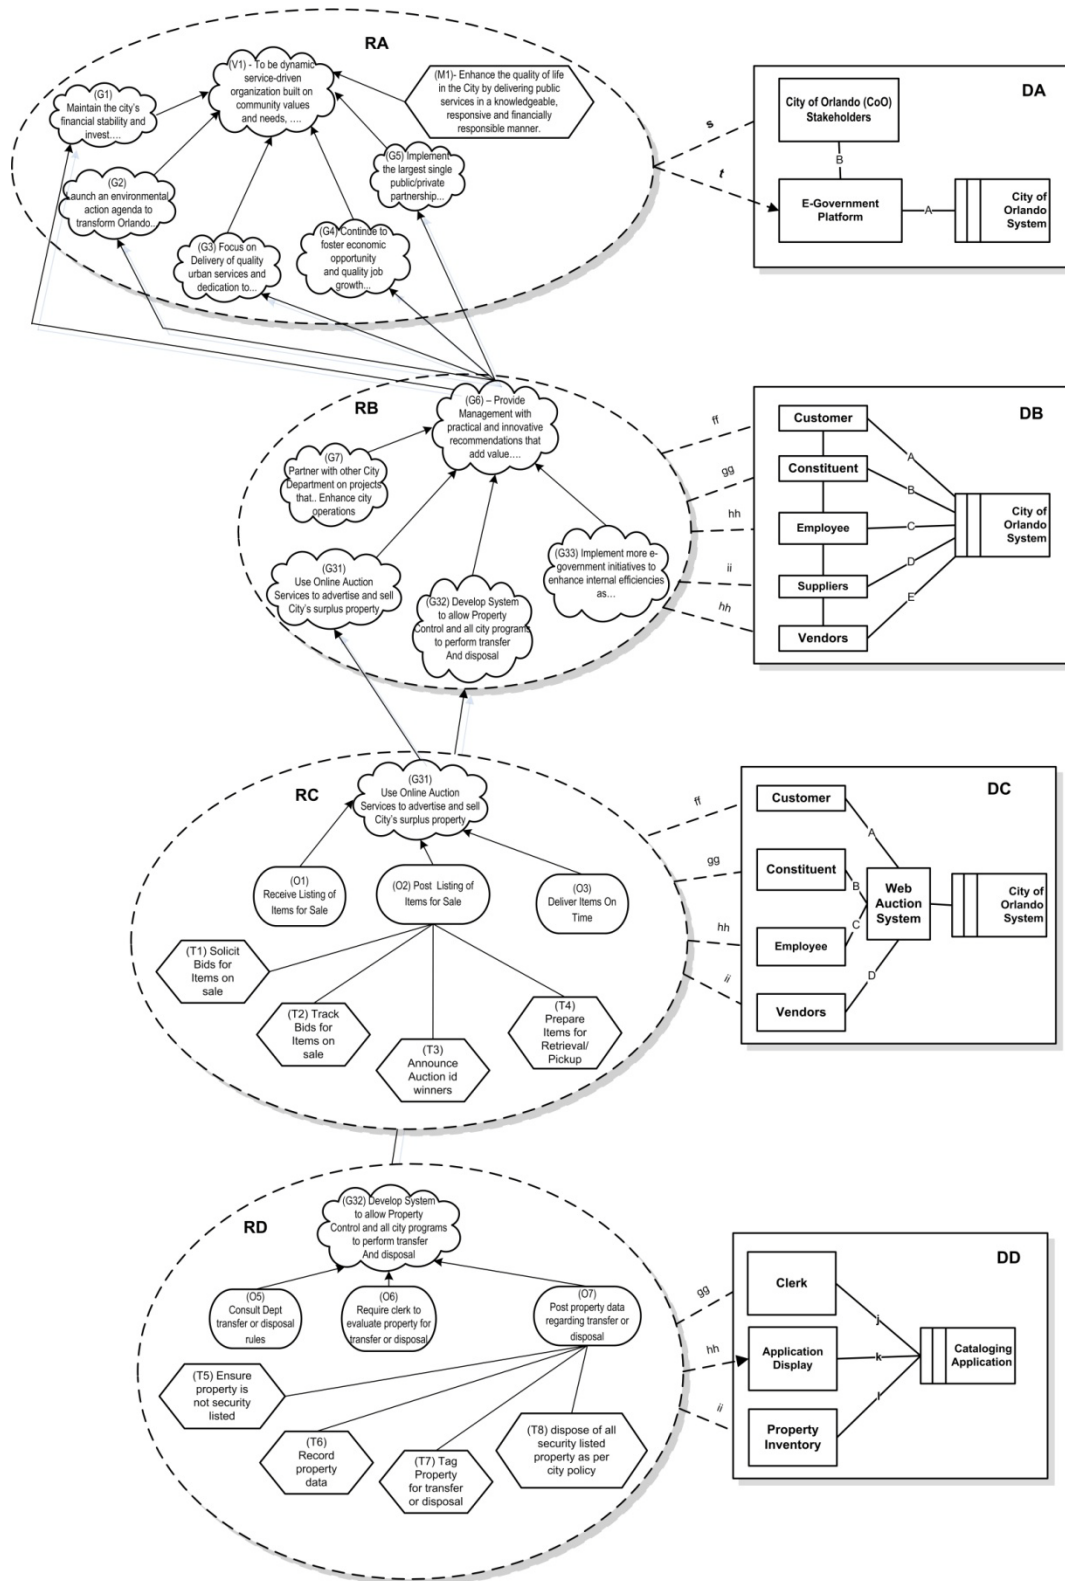 RA
(V1) - To be dynamic
service-driven
organization built on
community values
and needs, ....
(M1)- Enhance the quality of life
in the City by delivering public
services in a knowledgeable,
responsive and financially
responsible manner.
(G1)
Maintain the city's
financial stability and
invest....
(G2)
Launch an environmental
action agenda to
transform Orlando..
(G3) Focus on
Delivery of quality
urban services and
dedication to...
(G4) Continue to
foster economic
opportunity
and quality job
growth...
(G5) Implement
the largest single
public/private
partnership...
s
t
DA
City of Orlando (CoO)
Stakeholders
B
E-Government
Platform
A
City of
Orlando
System
RB
(G6) – Provide
Management with
practical and innovative
recommendations that
add value....
(G7)
Partner with other City
Department on projects
that.. Enhance city
operations
(G31)
Use Online Auction
Services to advertise and sell
City's surplus property
(G32) Develop System
to allow Property
Control and all city programs
to perform transfer
And disposal
(G33) Implement more e-
government initiatives to
enhance internal efficiencies
as...
ff
gg
hh
ii
hh
DB
Customer
Constituent
Employee
Suppliers
Vendors
A
B
C
D
E
City of
Orlando
System
RC
(G31)
Use Online Auction
Services to advertise and sell
City's surplus property
(O1)
Receive Listing of
Items for Sale
(O2) Post Listing of
Items for Sale
(O3)
Deliver Items On
Time
(T1) Solicit
Bids for
Items on
sale
(T2) Track
Bids for
Items on
sale
(T3)
Announce
Auction id
winners
(T4)
Prepare
Items for
Retrieval/
Pickup
ff
gg
hh
ii
DC
Customer
Constituent
Employee
Vendors
A
B
C
D
Web
Auction
System
City of
Orlando
System
RD
(G32) Develop System
to allow Property
Control and all city programs
to perform transfer
And disposal
(O5)
Consult Dept
transfer or disposal
rules
(O6)
Require clerk to
evaluate property for
transfer or disposal
(O7)
Post property data
regarding transfer or
disposal
(T5) Ensure
property is
not security
listed
(T6)
Record
property
data
(T7) Tag
Property
for transfer
or disposal
(T8) dispose of all
security listed
property as per
city policy
gg
hh
ii
DD
Clerk
Application
Display
Property
Inventory
j
k
l
Cataloging
Application